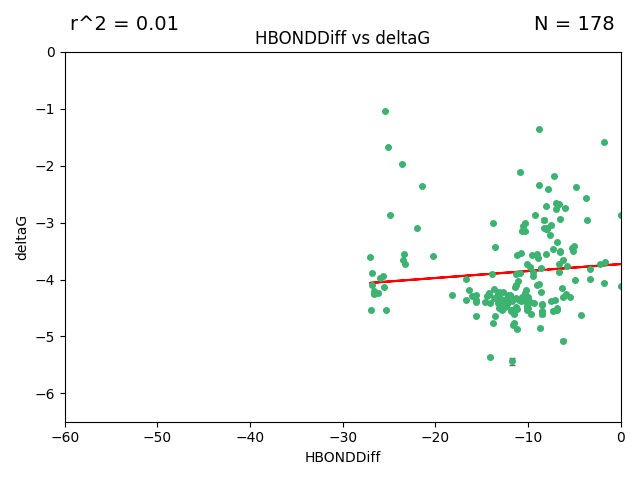 r^2 = 0.01
N = 178
HBONDDiff vs deltaG
0
−1
−2
−3
−4
−5
−6
deltaG
−60
−50
−40
−30
−20
−10
0
HBONDDiff